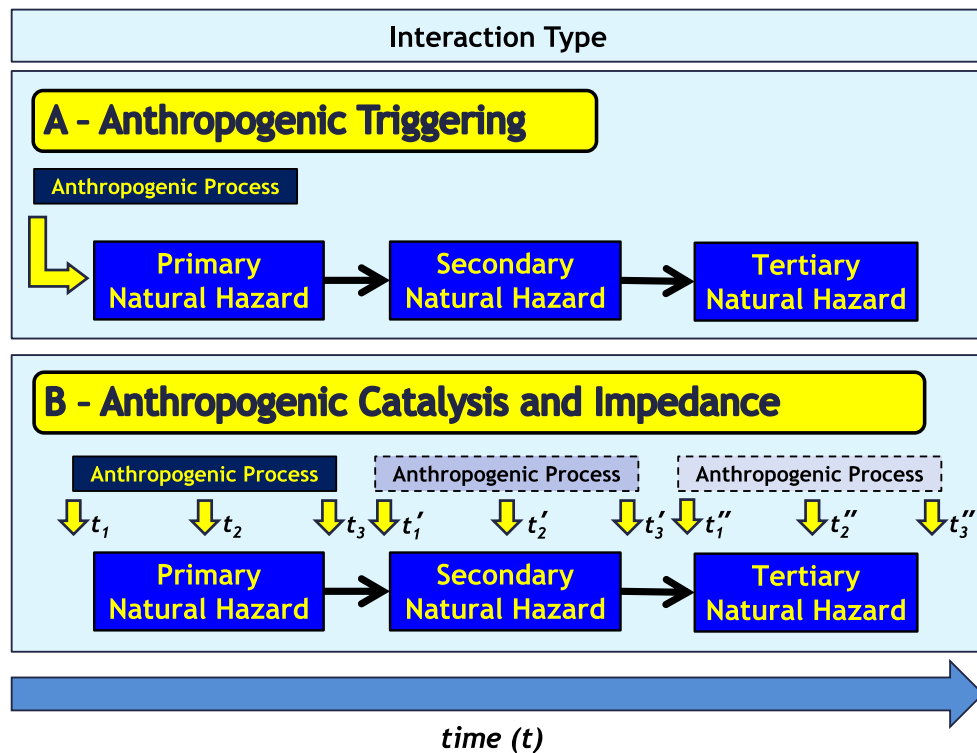 Interaction Type
A – Anthropogenic Triggering
Anthropogenic Process
Primary Natural Hazard
Secondary Natural Hazard
Tertiary Natural Hazard
B – Anthropogenic Catalysis and Impedance
Anthropogenic Process
Anthropogenic Process
Anthropogenic Process
t₁ t₂ t₃ t₁′ t₂′ t₃′ t₁″ t₂″ t₃″
Primary Natural Hazard
Secondary Natural Hazard
Tertiary Natural Hazard
time (t)